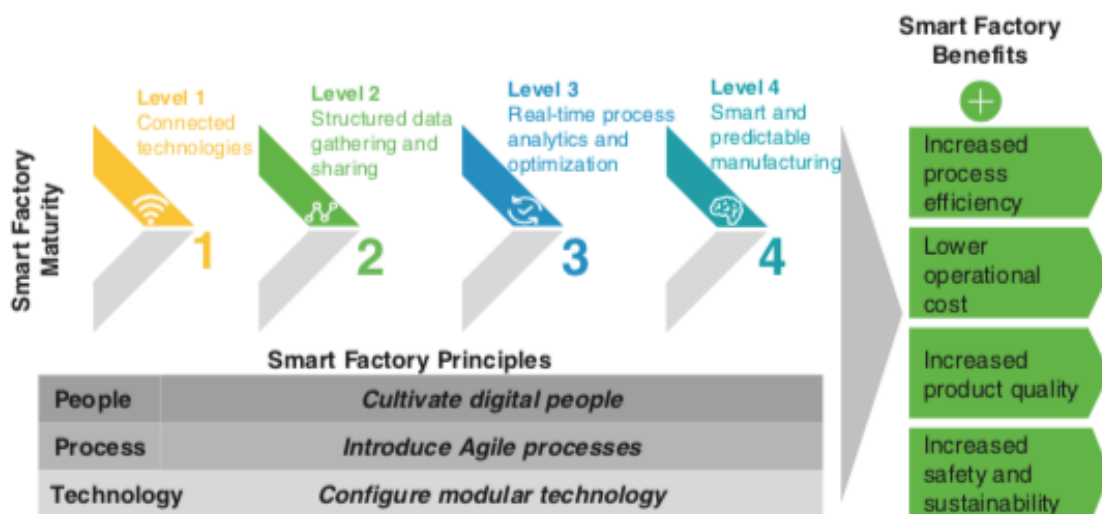 Smart Factory
Maturity
Level 1
Connected
technologies
1
Level 2
Structured data
gathering and
sharing
2
Level 3
Real-time process
analytics and
optimization
3
Level 4
Smart and
predictable
manufacturing
4
Smart Factory Principles
People Cultivate digital people
Process Introduce Agile processes
Technology Configure modular technology
Smart Factory
Benefits
+
Increased
process
efficiency
Lower
operational
cost
Increased
product quality
Increased
safety and
sustainability